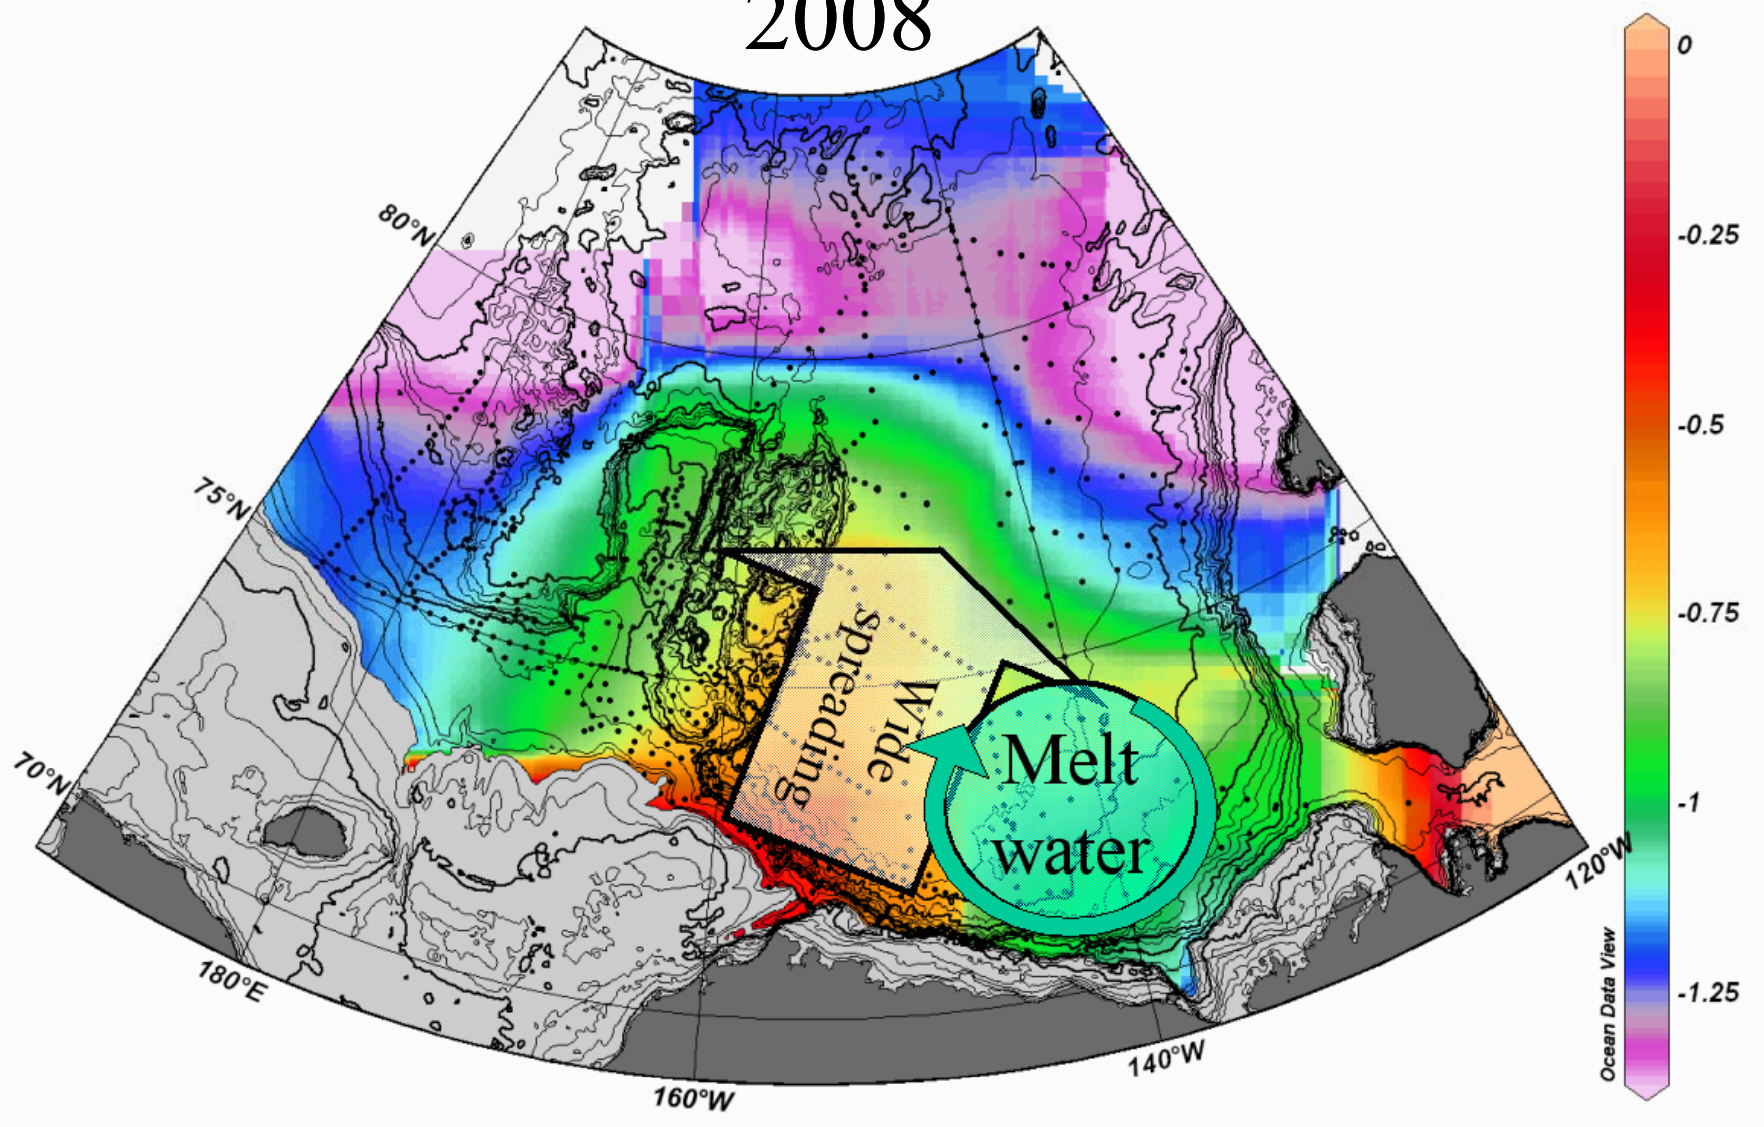 2008
80°N
75°N
70°N
180°E
160°W
140°W
120°W
Wide
spreading
Melt
water
0
-0.25
-0.5
-0.75
-1
-1.25
Ocean Data View